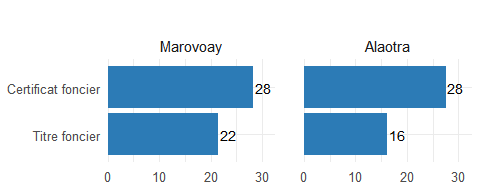 Marovoay Alaotra
Certificat foncier 28 28
Titre foncier 22 16
0 10 20 30 0 10 20 30